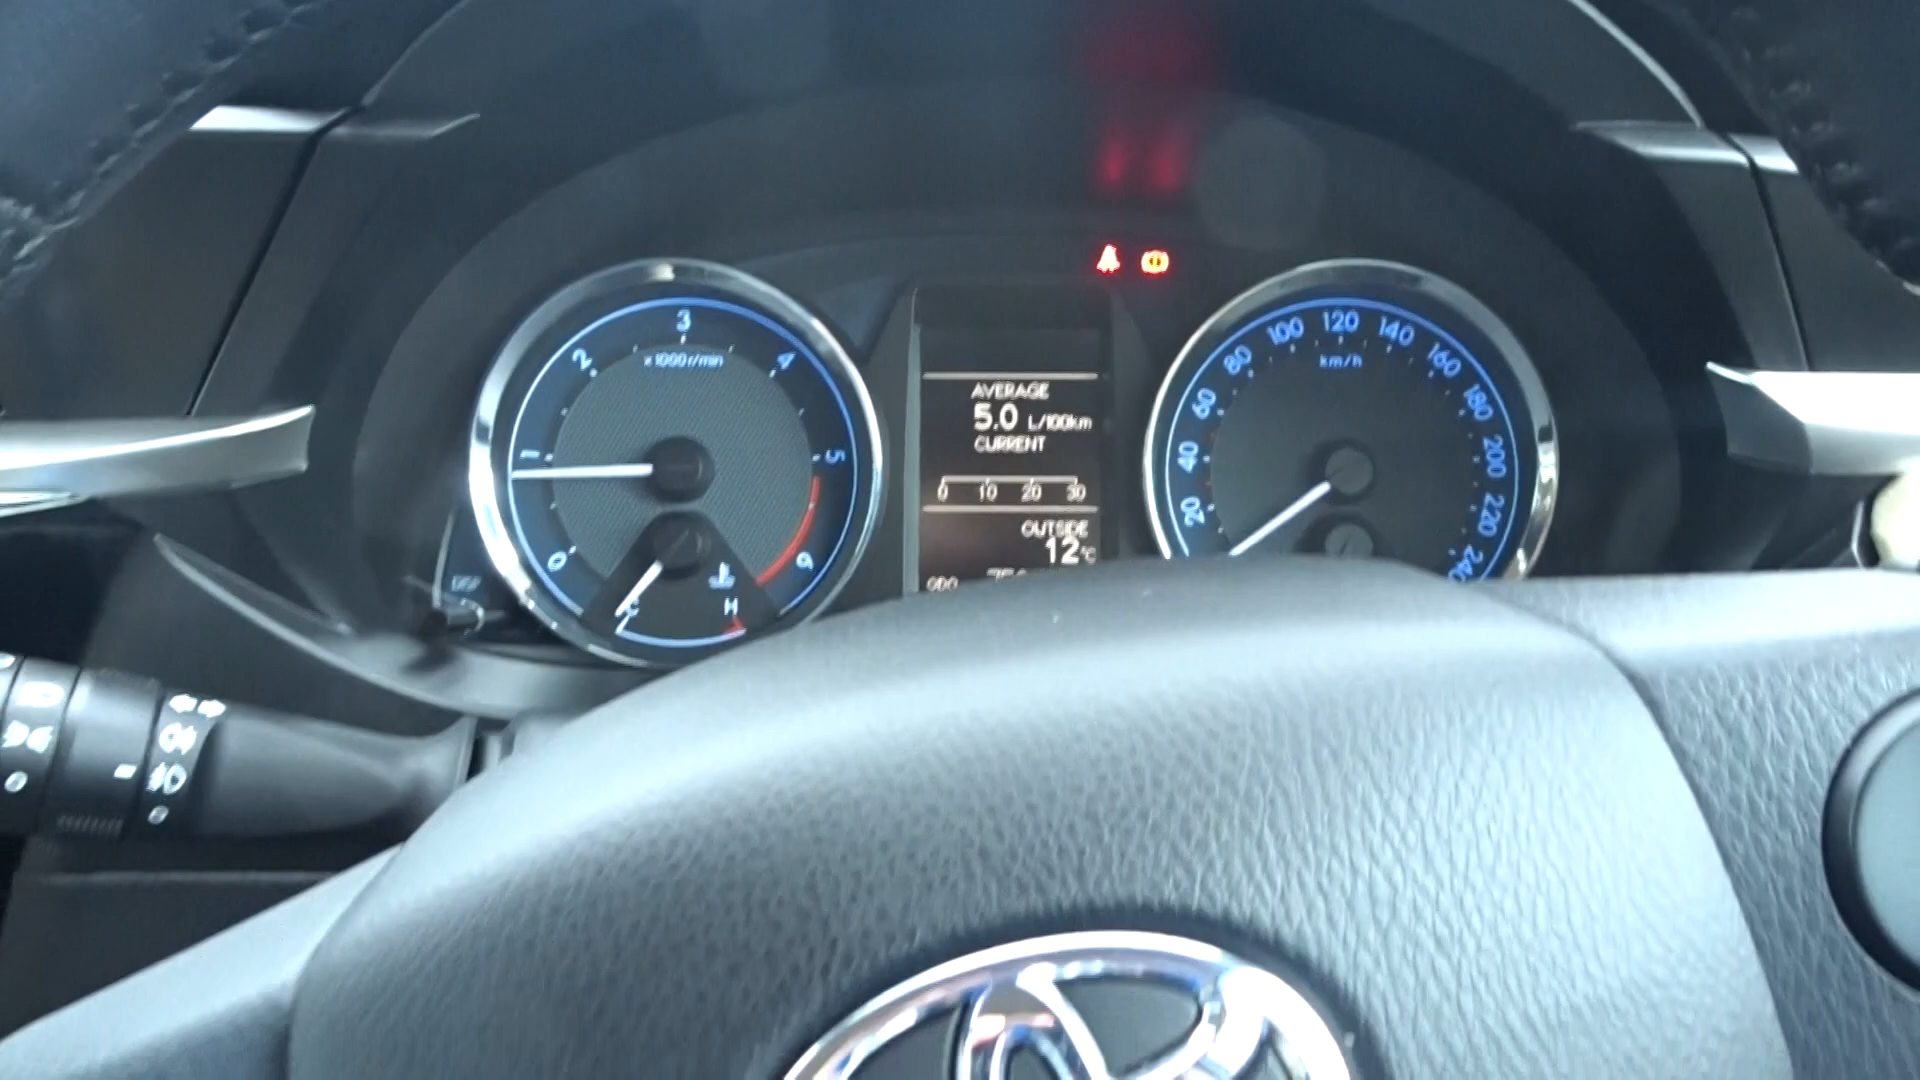 0 1 2 3 4 5 6
x1000r/min
C H
DISP
AVERAGE
5.0 L/100km
CURRENT
0 10 20 30
OUTSIDE
12°C
ODO
20 40 60 80 100 120 140 160 180 200 220 240
km/h